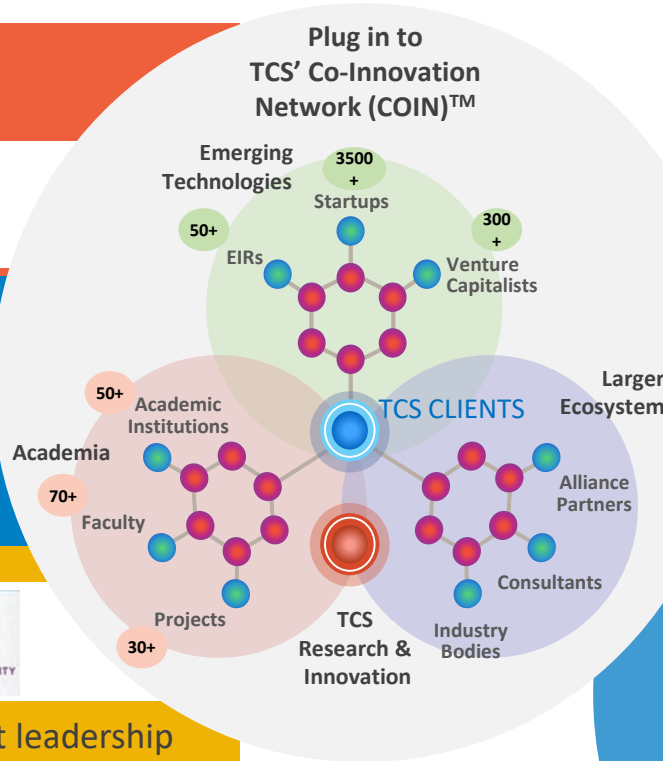 Plug in to
TCS’ Co-Innovation
Network (COIN)™
Emerging
Technologies
3500
+
Startups
50+
EIRs
300
+
Venture
Capitalists
TCS CLIENTS
50+
Academic
Institutions
Academia
70+
Faculty
Projects
30+
Larger
Ecosystem
Alliance
Partners
Consultants
Industry
Bodies
TCS
Research &
Innovation
ITY
t leadership